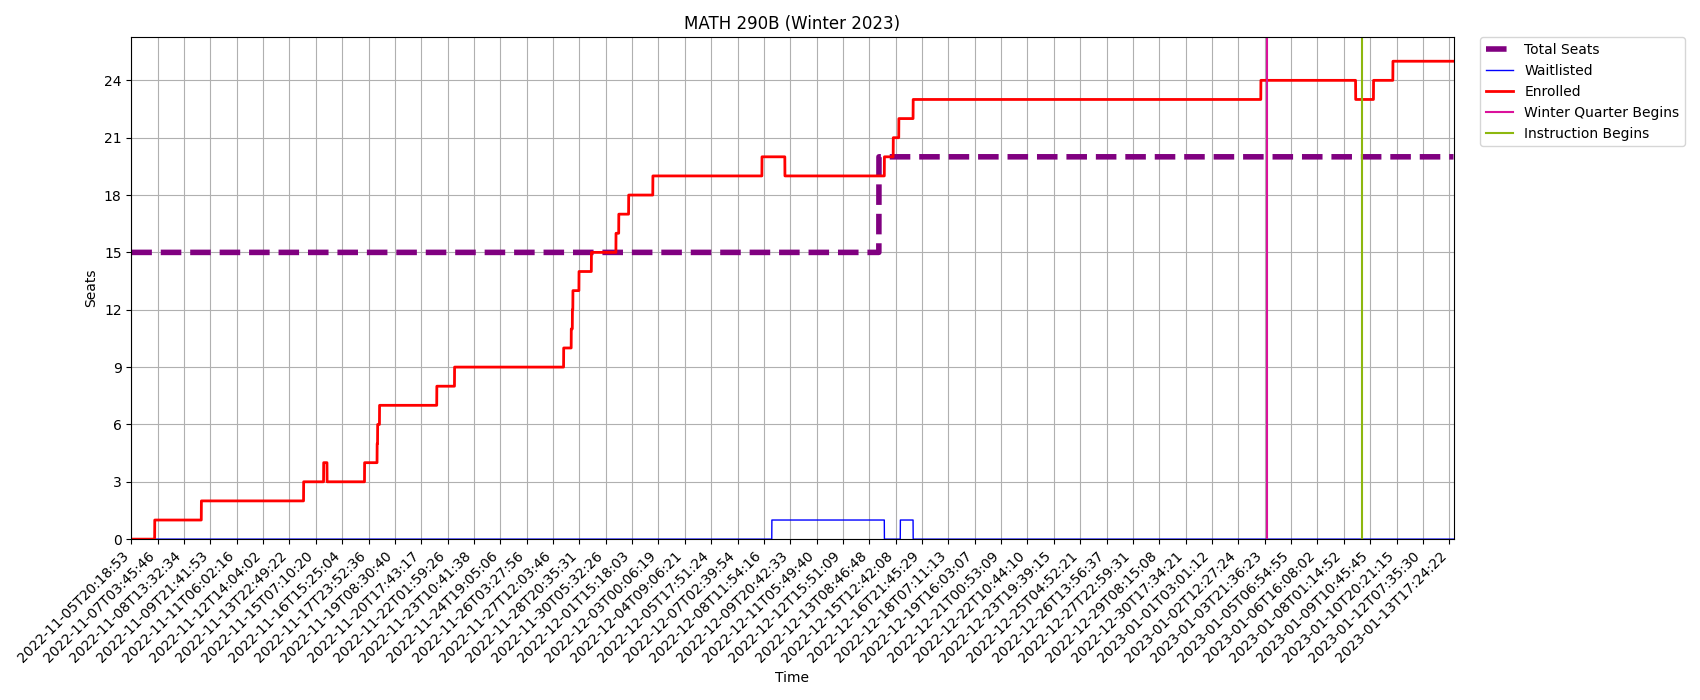 MATH 290B (Winter 2023)
Total Seats
Waitlisted
Enrolled
Winter Quarter Begins
Instruction Begins
Seats
24
21
18
15
12
9
6
3
0
2022-11-05T20:18:53
2022-11-07T03:45:46
2022-11-08T13:32:34
2022-11-09T21:41:53
2022-11-11T06:02:16
2022-11-12T14:04:02
2022-11-13T22:49:22
2022-11-15T07:10:20
2022-11-16T15:25:04
2022-11-17T23:52:36
2022-11-19T08:30:40
2022-11-20T17:43:17
2022-11-22T01:59:26
2022-11-23T10:41:38
2022-11-24T19:05:06
2022-11-26T03:27:56
2022-11-27T12:03:46
2022-11-28T20:35:31
2022-11-30T05:32:26
2022-12-01T15:18:03
2022-12-03T00:06:19
2022-12-04T09:06:21
2022-12-05T17:51:24
2022-12-07T02:39:54
2022-12-08T11:54:16
2022-12-09T20:42:33
2022-12-11T05:49:40
2022-12-12T15:51:09
2022-12-13T08:46:48
2022-12-15T12:42:08
2022-12-16T21:45:29
2022-12-18T07:11:13
2022-12-19T16:03:07
2022-12-21T00:53:09
2022-12-22T10:44:10
2022-12-23T19:39:15
2022-12-25T04:52:21
2022-12-26T13:56:37
2022-12-27T22:59:31
2022-12-29T08:15:08
2022-12-30T17:34:21
2023-01-01T03:01:12
2023-01-02T12:27:24
2023-01-03T21:36:23
2023-01-05T06:54:55
2023-01-06T16:08:02
2023-01-08T01:14:52
2023-01-09T10:45:45
2023-01-10T20:21:15
2023-01-12T07:35:30
2023-01-13T17:24:22
Time